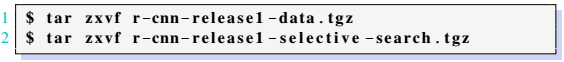 1 $ tar zxvf r-cnn-release1-data.tgz
2 $ tar zxvf r-cnn-release1-selective-search.tgz